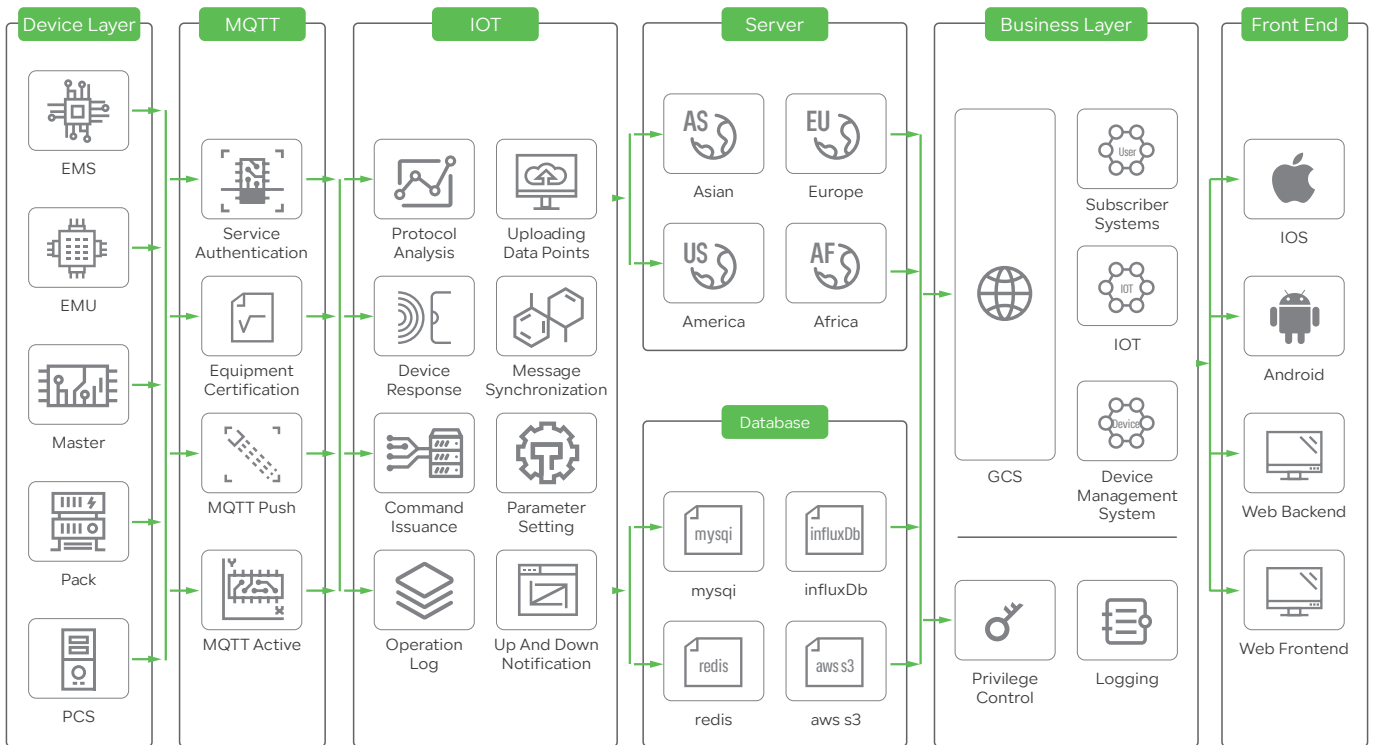 Device Layer
EMS
EMU
Master
Pack
PCS
MQTT
Service
Authentication
Equipment
Certification
MQTT Push
Y
X
MQTT Active
IOT
Protocol
Analysis
Uploading
Data Points
Device
Response
Message
Synchronization
Command
Issuance
Parameter
Setting
Operation
Log
Up And Down
Notification
Server
AS
Asian
EU
Europe
US
America
AF
Africa
Database
mysqi
mysqi
influxDb
influxDb
redis
redis
aws s3
aws s3
Business Layer
GCS
User
Subscriber
Systems
IOT
IOT
Device
Device
Management
System
Privilege
Control
Logging
Front End
IOS
Android
Web Backend
Web Frontend